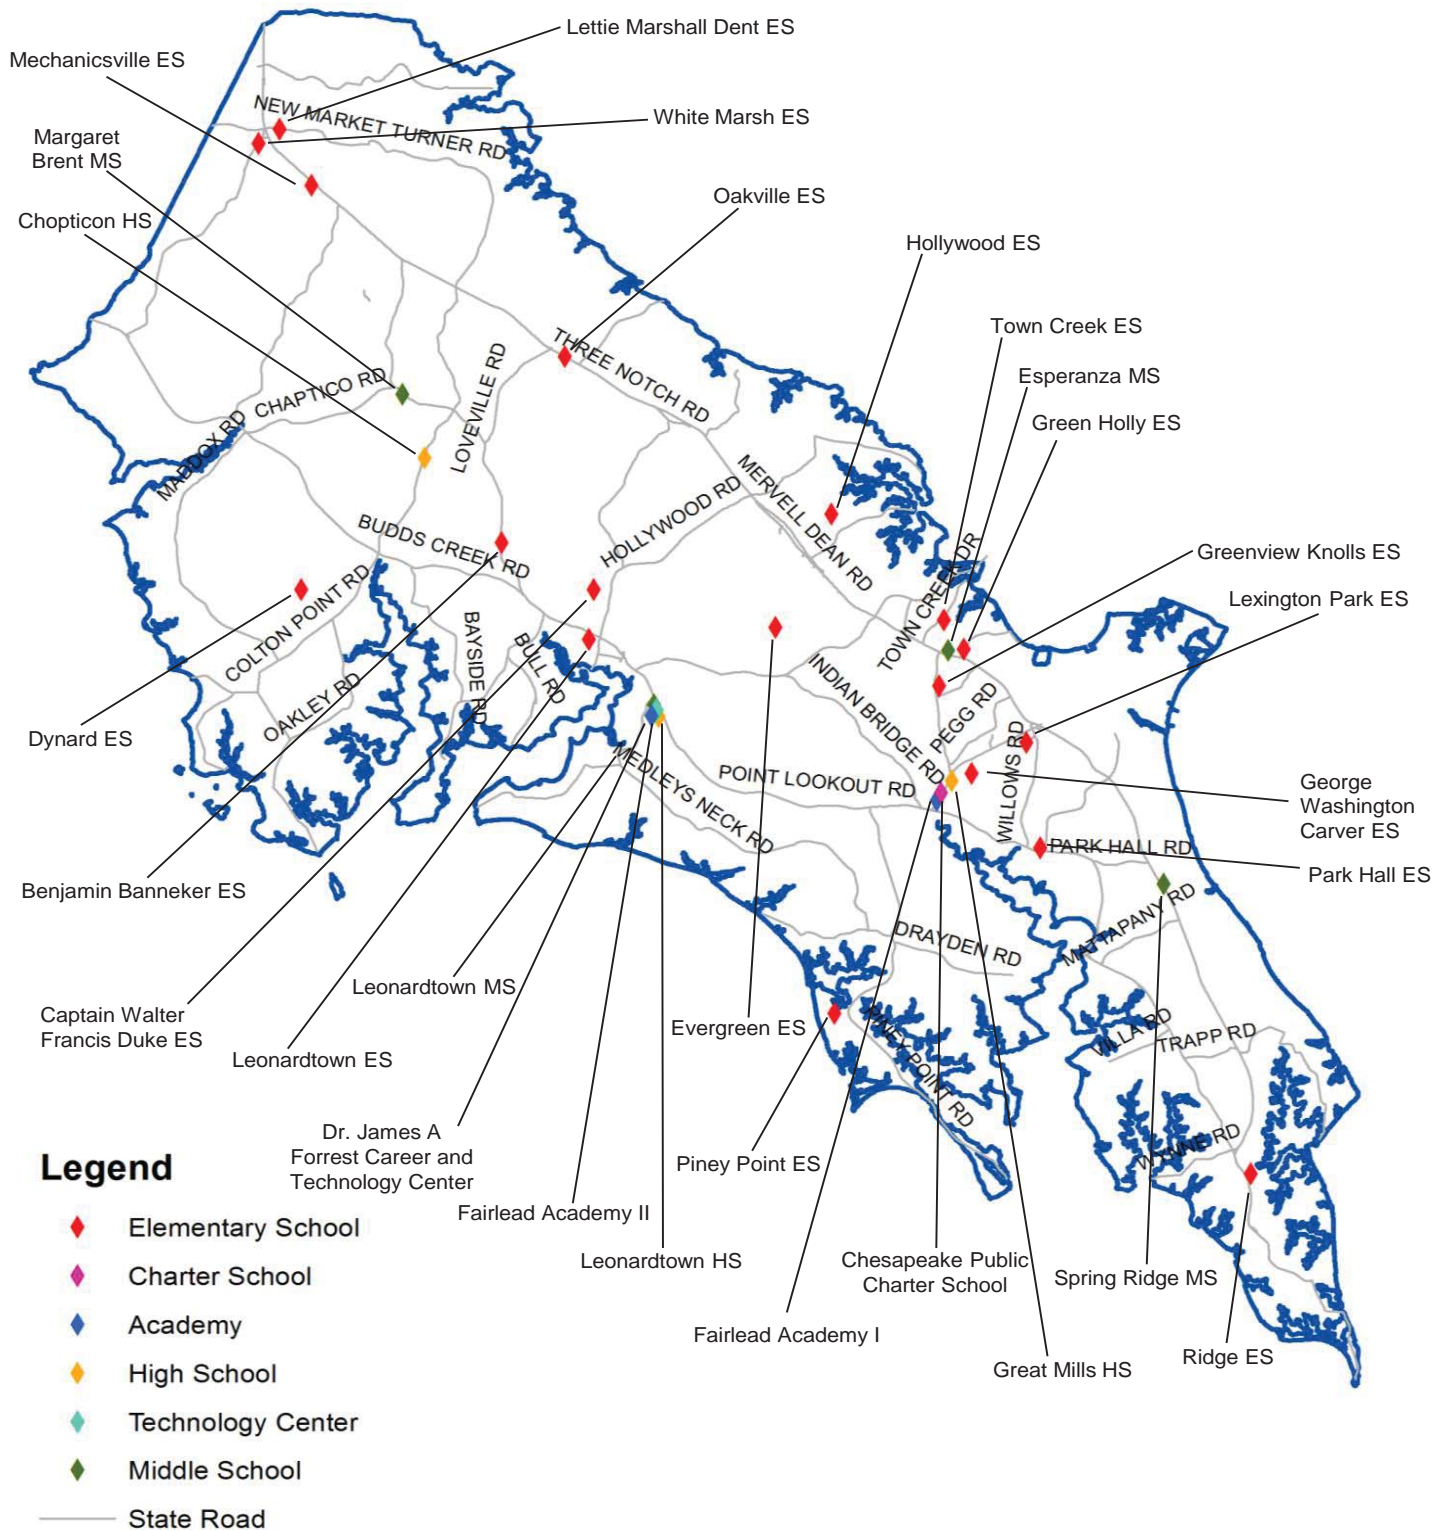 Lettie Marshall Dent ES
Mechanicsville ES
NEW MARKET TURNER RD
White Marsh ES
Margaret
Brent MS
Oakville ES
Chopticon HS
Hollywood ES
Town Creek ES
THREE NOTCH RD
Esperanza MS
LOVEVILLE RD
CHAPTICO RD
Green Holly ES
MADDOX RD
MERVELL DEAN RD
HOLLYWOOD RD
BUDDS CREEK RD
TOWN CREEK DR
Greenview Knolls ES
Lexington Park ES
COLTON POINT RD
BAYSIDE RD
BULL RD
INDIAN BRIDGE RD
PEGG RD
OAKLEY RD
Dynard ES
WILLOWS RD
MEDLEYS NECK RD
POINT LOOKOUT RD
George
Washington
Carver ES
PARK HALL RD
Park Hall ES
Benjamin Banneker ES
MATTAPANY RD
DRAYDEN RD
Leonardtown MS
Captain Walter
Francis Duke ES
Evergreen ES
Leonardtown ES
PINEY POINT RD
VILLA RD
TRAPP RD
Dr. James A
Forrest Career and
Technology Center
WYNNE RD
Piney Point ES
Fairlead Academy II
Leonardtown HS
Chesapeake Public
Charter School
Spring Ridge MS
Fairlead Academy I
Great Mills HS
Ridge ES
Legend
Elementary School
Charter School
Academy
High School
Technology Center
Middle School
State Road